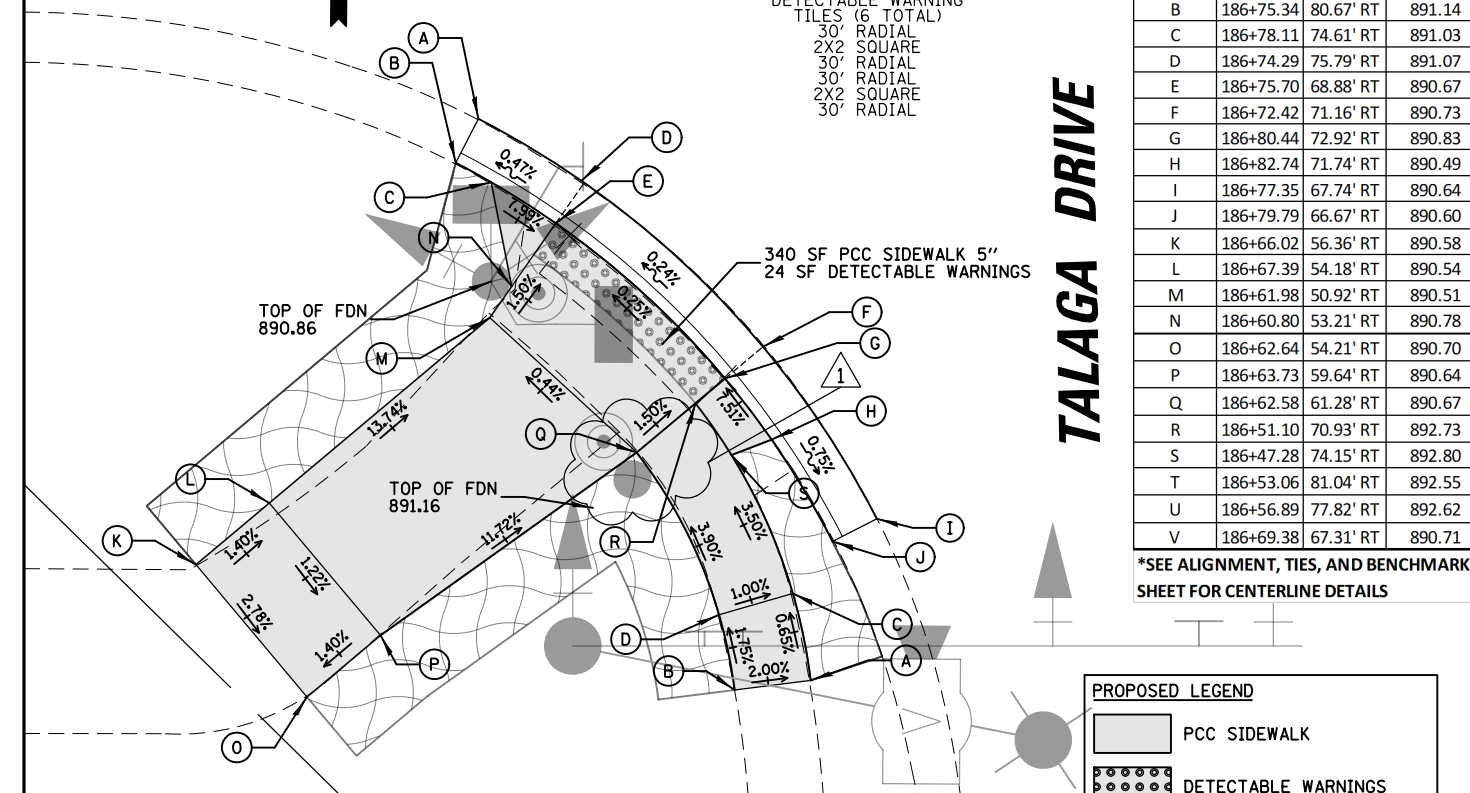 DETECTABLE WARNING
TILES (6 TOTAL)
30' RADIAL
2X2 SQUARE
30' RADIAL
30' RADIAL
2X2 SQUARE
30' RADIAL
A
B
D
E
C
N
0.47%
7.99%
1.50%
0.24%
0.25%
340 SF PCC SIDEWALK 5"
24 SF DETECTABLE WARNINGS
TOP OF FDN
890.86
M
F
G
1
H
0.44%
1.50%
7.51%
13.74%
Q
0.75%
L
TOP OF FDN
891.16
S
K
1.40%
1.22%
11.72%
R
3.90%
3.50%
I
J
2.78%
1.40%
1.00%
C
D
1.75%
0.65%
P
B
2.00%
A
O
TALAGA DRIVE
B 186+75.34 80.67' RT 891.14
C 186+78.11 74.61' RT 891.03
D 186+74.29 75.79' RT 891.07
E 186+75.70 68.88' RT 890.67
F 186+72.42 71.16' RT 890.73
G 186+80.44 72.92' RT 890.83
H 186+82.74 71.74' RT 890.49
I 186+77.35 67.74' RT 890.64
J 186+79.79 66.67' RT 890.60
K 186+66.02 56.36' RT 890.58
L 186+67.39 54.18' RT 890.54
M 186+61.98 50.92' RT 890.51
N 186+60.80 53.21' RT 890.78
O 186+62.64 54.21' RT 890.70
P 186+63.73 59.64' RT 890.64
Q 186+62.58 61.28' RT 890.67
R 186+51.10 70.93' RT 892.73
S 186+47.28 74.15' RT 892.80
T 186+53.06 81.04' RT 892.55
U 186+56.89 77.82' RT 892.62
V 186+69.38 67.31' RT 890.71
*SEE ALIGNMENT, TIES, AND BENCHMARK
SHEET FOR CENTERLINE DETAILS
PROPOSED LEGEND
PCC SIDEWALK
DETECTABLE WARNINGS